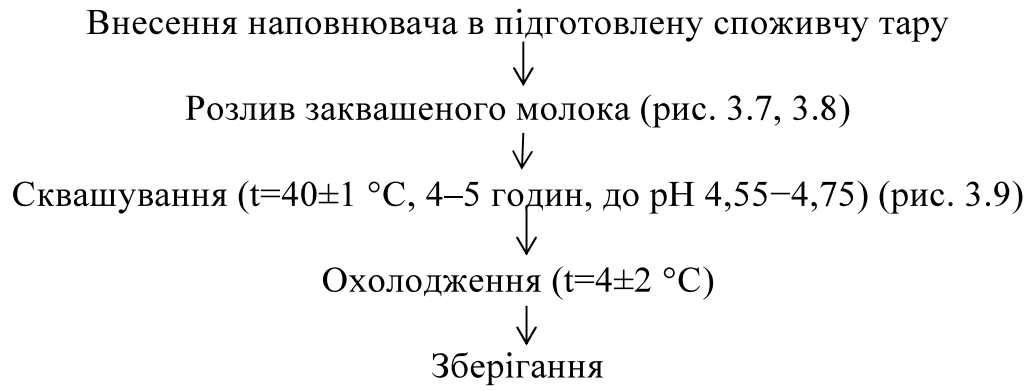 Внесення наповнювача в підготовлену споживчу тару
Розлив заквашеного молока (рис. 3.7, 3.8)
Сквашування (t=40±1 °С, 4–5 годин, до рН 4,55−4,75) (рис. 3.9)
Охолодження (t=4±2 °С)
Зберігання